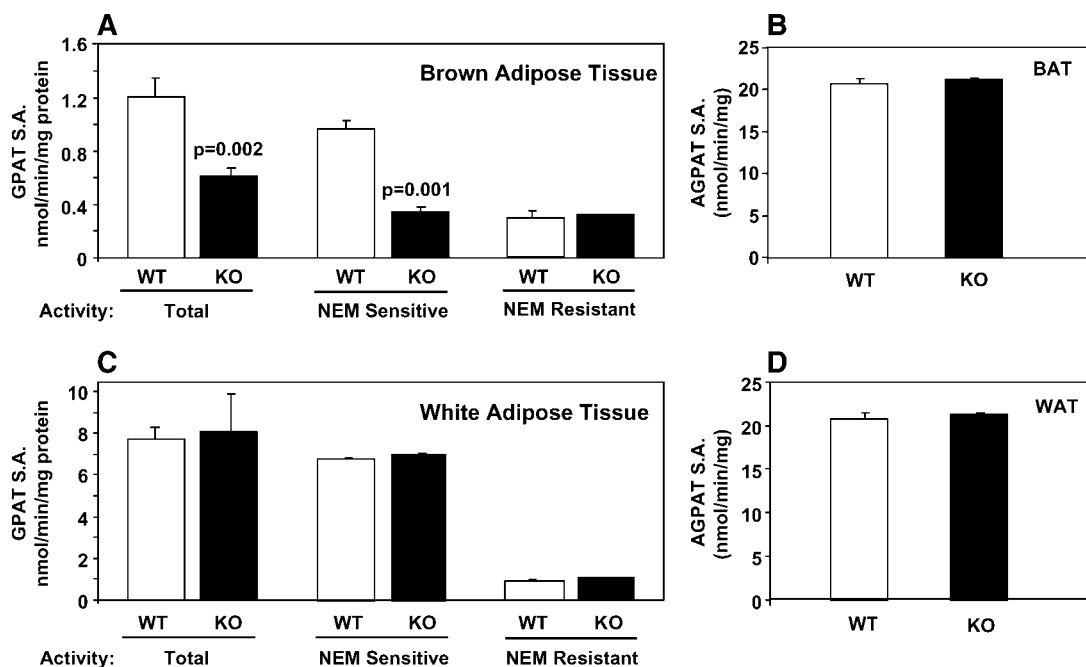 A
GPAT S.A.
nmol/min/mg protein
1.6
1.2
0.8
0.4
0
Brown Adipose Tissue
p=0.002
p=0.001
WT KO WT KO WT KO
Activity: Total NEM Sensitive NEM Resistant
B
AGPAT S.A.
(nmol/min/mg)
25
20
15
10
5
0
BAT
WT KO
C
GPAT S.A.
nmol/min/mg protein
10
8
6
4
2
0
White Adipose Tissue
WT KO WT KO WT KO
Activity: Total NEM Sensitive NEM Resistant
D
AGPAT S.A.
(nmol/min/mg)
25
20
15
10
5
0
WAT
WT KO